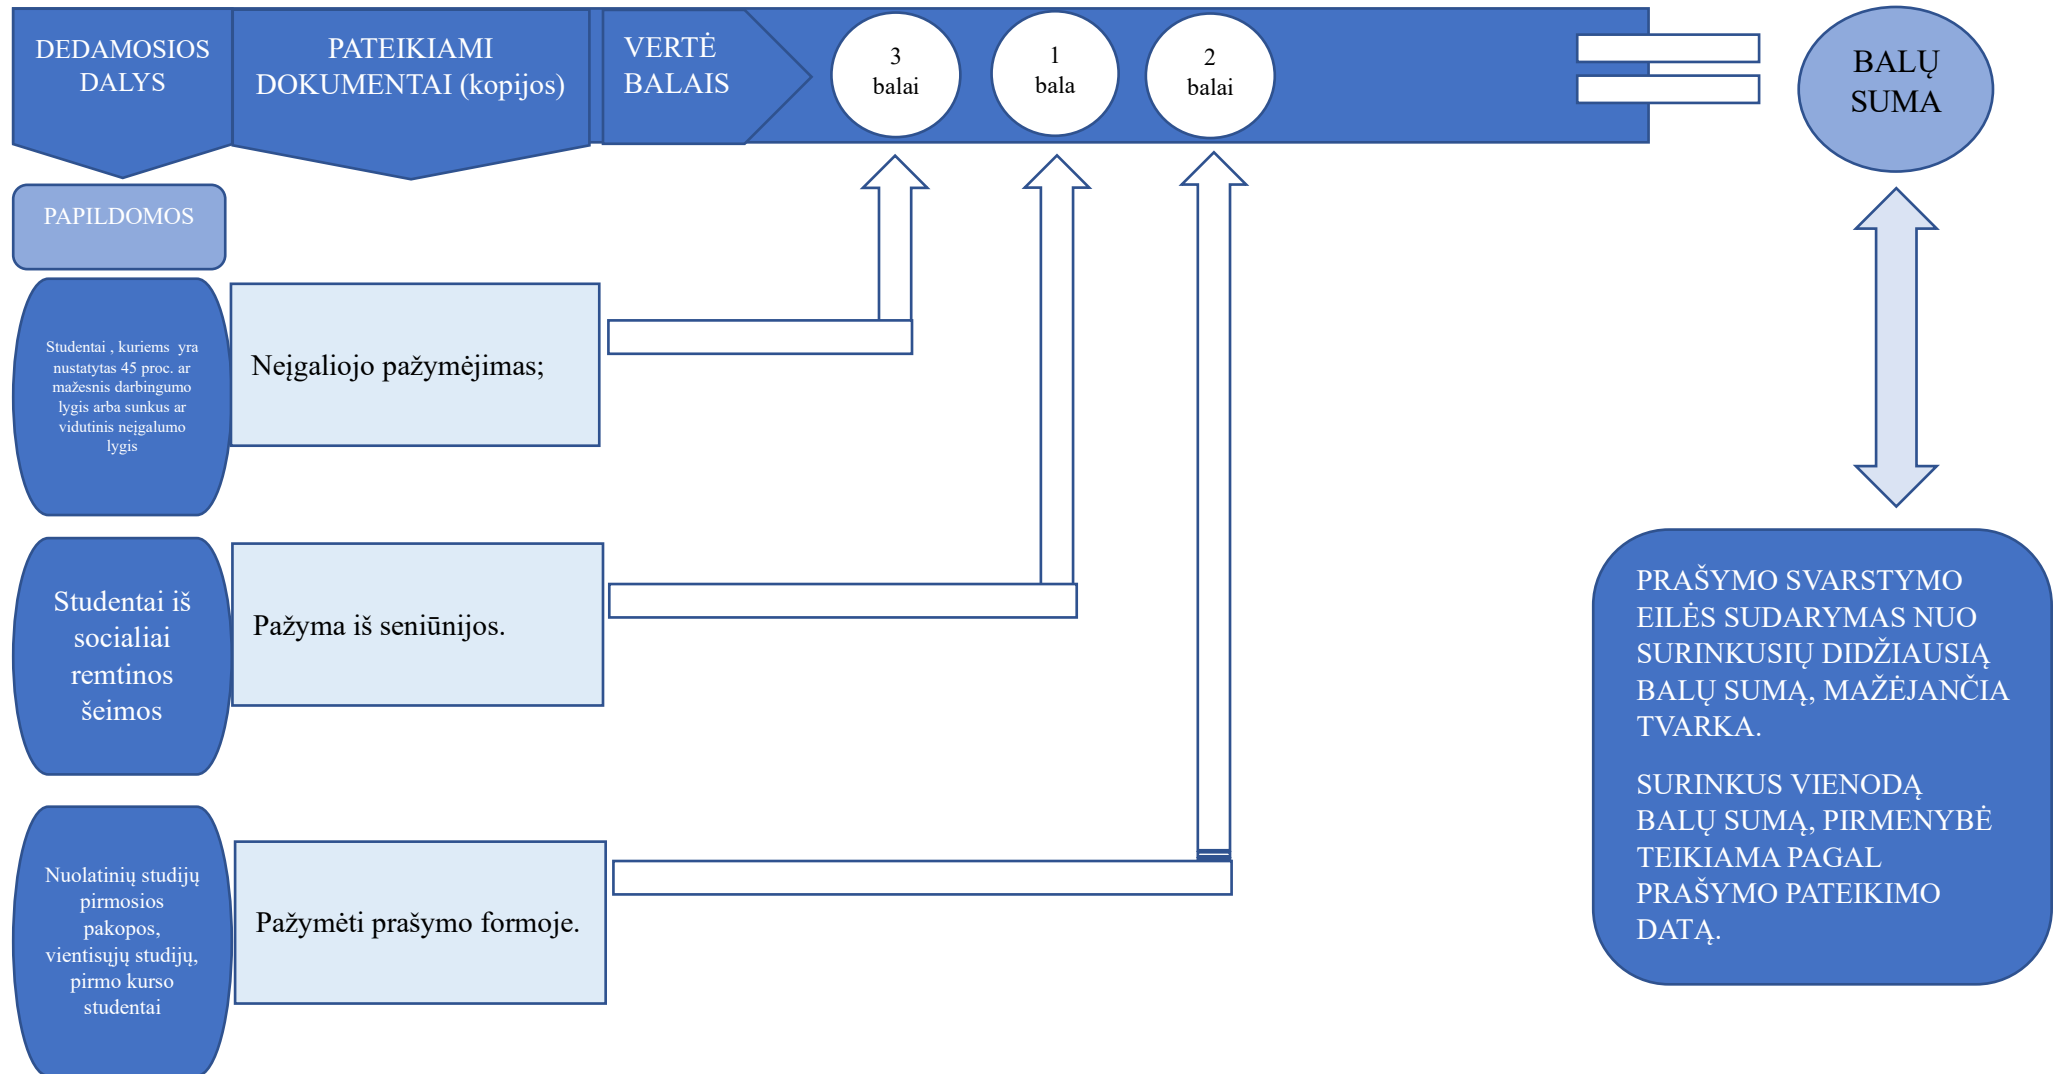 DEDAMOSIOS
DALYS
PATEIKIAMI
DOKUMENTAI (kopijos)
VERTĖ
BALAIS
3
balai
1
bala
2
balai
BALŲ
SUMA
PAPILDOMOS
Studentai , kuriems yra
nustatytas 45 proc. ar
mažesnis darbingumo
lygis arba sunkus ar
vidutinis neįgalumo
lygis
Neįgaliojo pažymėjimas;
Studentai iš
socialiai
remtinos
šeimos
Pažyma iš seniūnijos.
Nuolatinių studijų
pirmosios
pakopos,
vientisųjų studijų,
pirmo kurso
studentai
Pažymėti prašymo formoje.
PRAŠYMO SVARSTYMO
EILĖS SUDARYMAS NUO
SURINKUSIŲ DIDŽIAUSIĄ
BALŲ SUMĄ, MAŽĖJANČIA
TVARKA.
SURINKUS VIENODĄ
BALŲ SUMĄ, PIRMENYBĖ
TEIKIAMA PAGAL
PRAŠYMO PATEIKIMO
DATĄ.